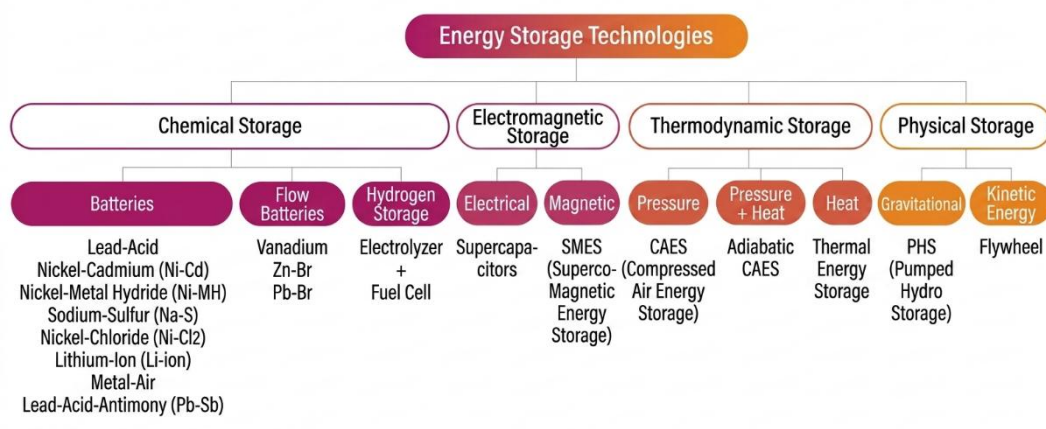 Energy Storage Technologies
Chemical Storage
Electromagnetic
Storage
Thermodynamic Storage
Physical Storage
Batteries
Flow
Batteries
Hydrogen
Storage
Electrical
Magnetic
Pressure
Pressure
+ Heat
Heat
Gravitational
Kinetic
Energy
Lead-Acid
Nickel-Cadmium (Ni-Cd)
Nickel-Metal Hydride (Ni-MH)
Sodium-Sulfur (Na-S)
Nickel-Chloride (Ni-Cl2)
Lithium-Ion (Li-ion)
Metal-Air
Lead-Acid-Antimony (Pb-Sb)
Vanadium
Zn-Br
Pb-Br
Electrolyzer
+
Fuel Cell
Supercapa-
citors
SMES
(Superco-
Magnetic
Energy
Storage)
CAES
(Compressed
Air Energy
Storage)
Adiabatic
CAES
Thermal
Energy
Storage
PHS
(Pumped
Hydro
Storage)
Flywheel